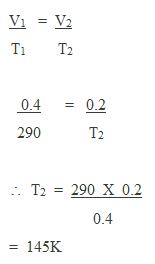 V1 = V2
T1 T2
0.4 = 0.2
290 T2
∴ T2 = 290 X 0.2
0.4
= 145K